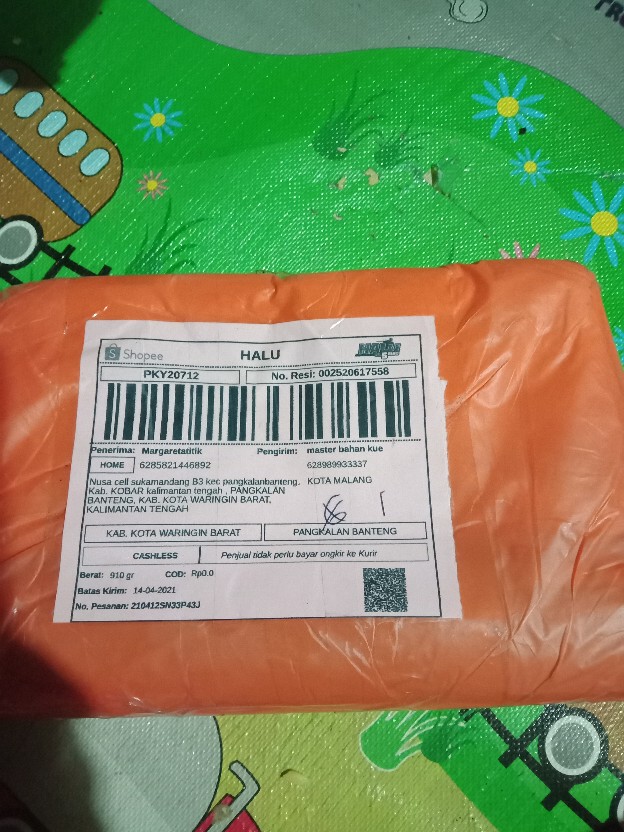 Shopee
HALU
PKY20712
No. Resi: 002520617558
Penerima: Margaretatitik
Pengirim: master bahan kue
HOME
6285821446892
628989933337
Nusa cell sukamandang B3 kec pangkalanbanteng.
KOTA MALANG
Kab. KOBAR kalimantan tengah , PANGKALAN
BANTENG, KAB. KOTA WARINGIN BARAT,
KALIMANTAN TENGAH
KAB. KOTA WARINGIN BARAT
PANGKALAN BANTENG
CASHLESS
Penjual tidak perlu bayar ongkir ke Kurir
Berat: 910 gr
COD: Rp0.0
Batas Kirim: 14-04-2021
No. Pesanan: 210412SN33P43J